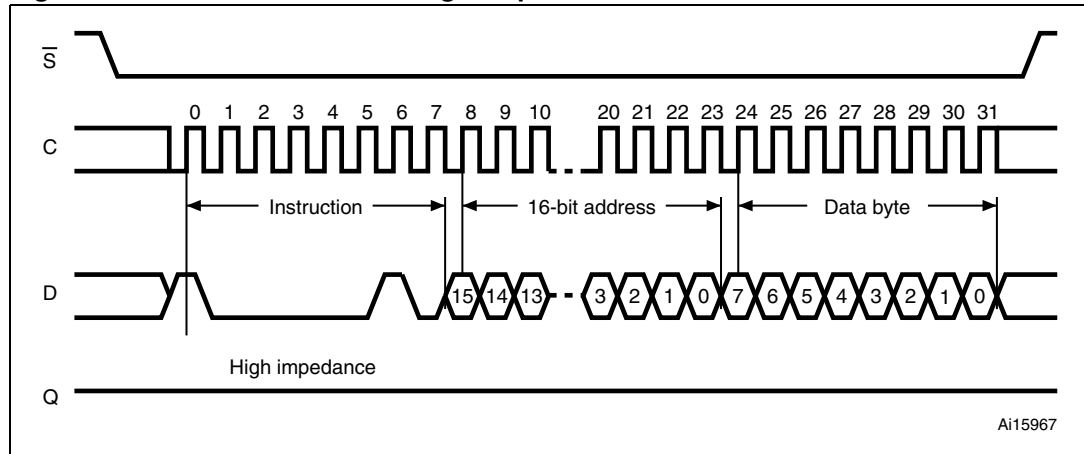 S
0 1 2 3 4 5 6 7 8 9 10 20 21 22 23 24 25 26 27 28 29 30 31
C
Instruction 16-bit address Data byte
D
15 14 13 3 2 1 0 7 6 5 4 3 2 1 0
High impedance
Q
Ai15967